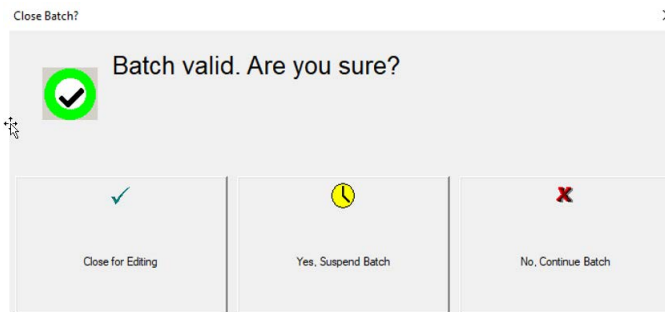 Close Batch?
Batch valid. Are you sure?
Close for Editing
Yes, Suspend Batch
No, Continue Batch